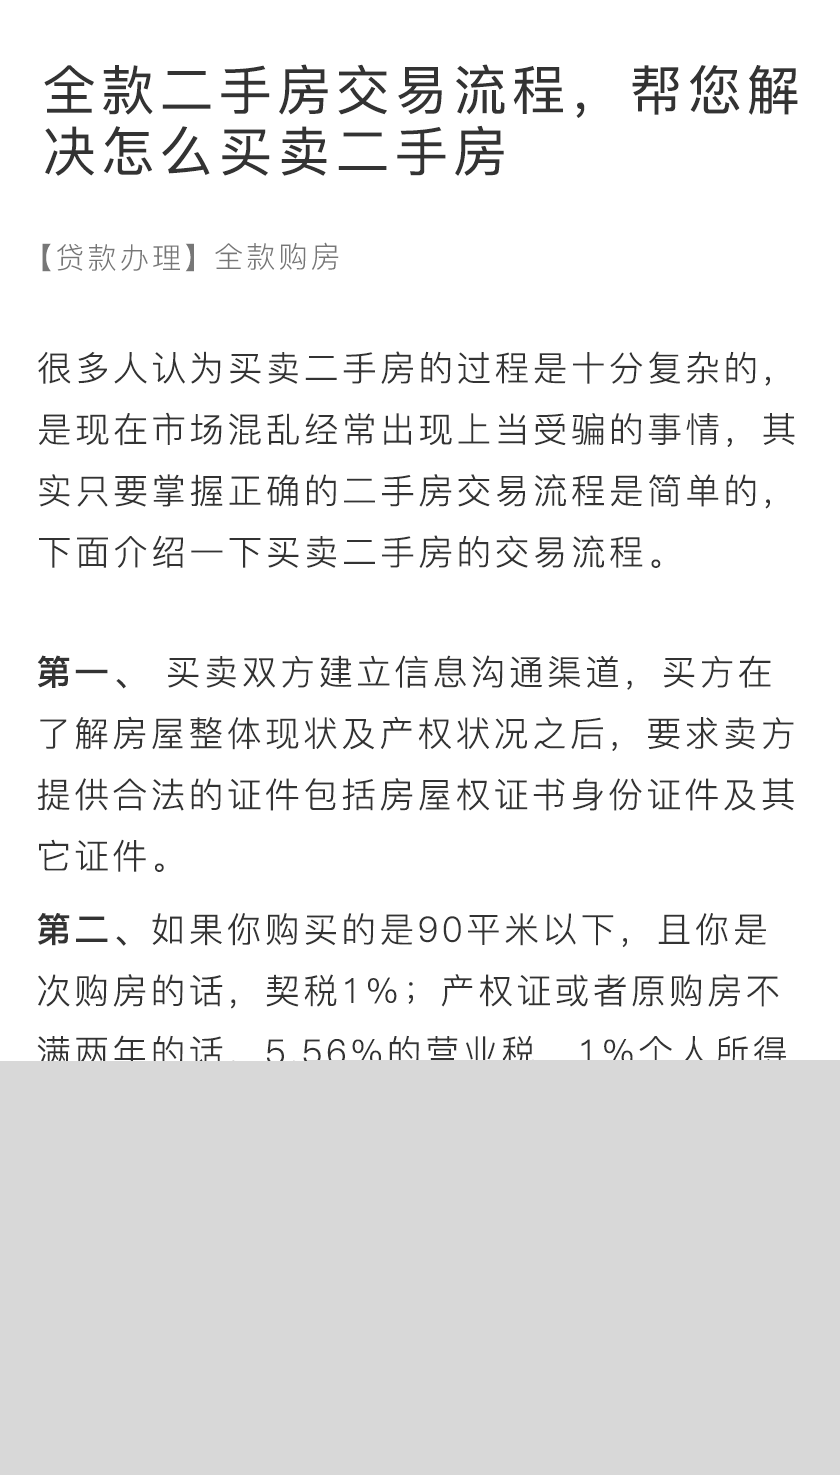 全款二手房交易流程，帮您解
决怎么买卖二手房
【贷款办理】全款购房
很多人认为买卖二手房的过程是十分复杂的，
是现在市场混乱经常出现上当受骗的事情，其
实只要掌握正确的二手房交易流程是简单的，
下面介绍一下买卖二手房的交易流程。
第一、 买卖双方建立信息沟通渠道，买方在
了解房屋整体现状及产权状况之后，要求卖方
提供合法的证件包括房屋权证书身份证件及其
它证件。
第二、如果你购买的是90平米以下，且你是
次购房的话，契税1%；产权证或者原购房不
满两年的话，5.56%的营业税，1%个人所得